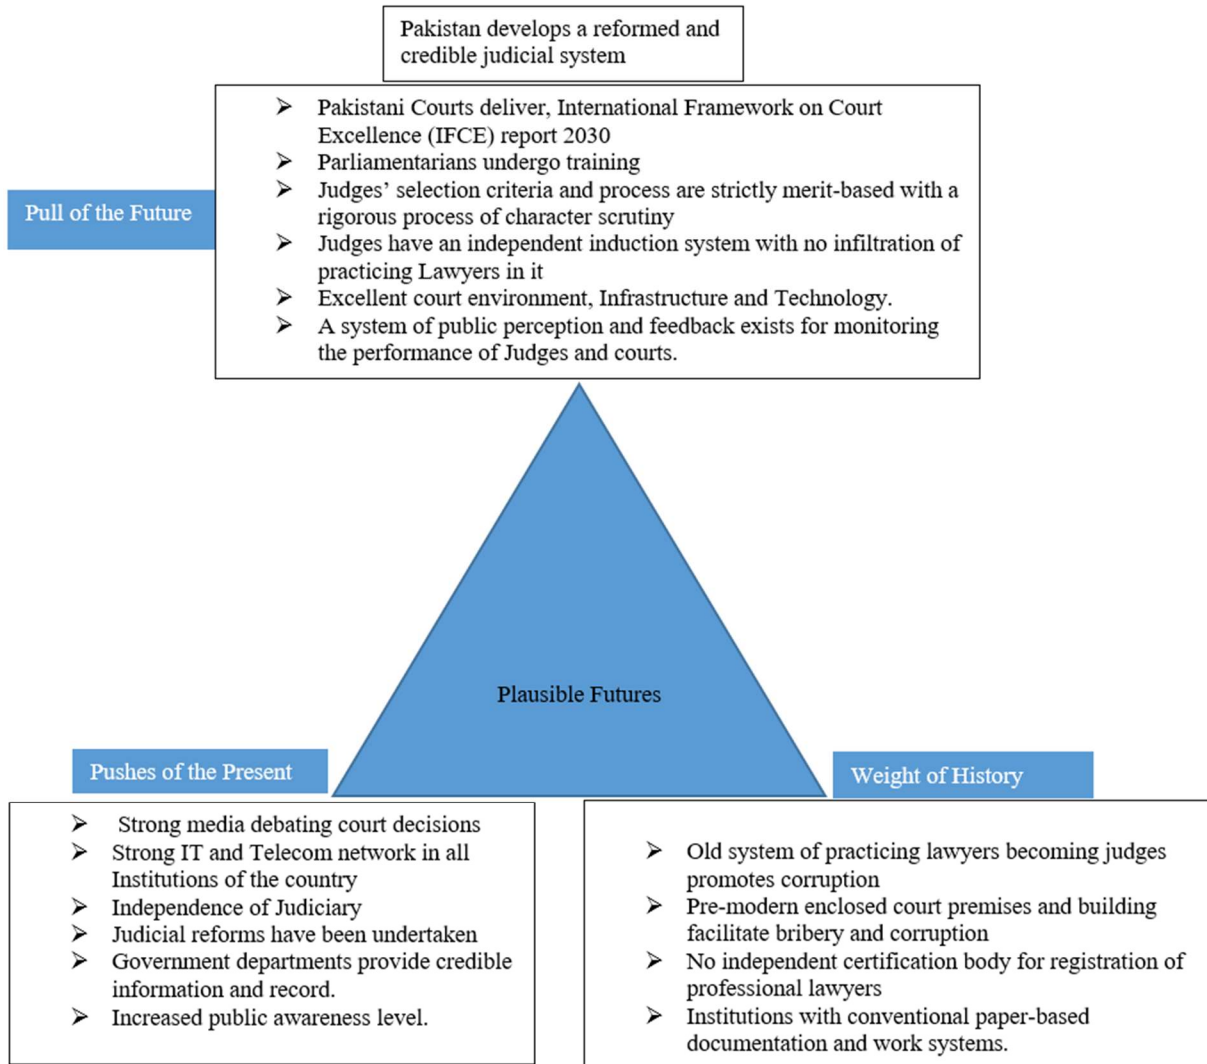 Pakistan develops a reformed and
credible judicial system
➤ Pakistani Courts deliver, International Framework on Court
Excellence (IFCE) report 2030
➤ Parliamentarians undergo training
➤ Judges’ selection criteria and process are strictly merit-based with a
rigorous process of character scrutiny
➤ Judges have an independent induction system with no infiltration of
practicing Lawyers in it
➤ Excellent court environment, Infrastructure and Technology.
➤ A system of public perception and feedback exists for monitoring
the performance of Judges and courts.
Pull of the Future
Plausible Futures
Pushes of the Present
➤ Strong media debating court decisions
➤ Strong IT and Telecom network in all
Institutions of the country
➤ Independence of Judiciary
➤ Judicial reforms have been undertaken
➤ Government departments provide credible
information and record.
➤ Increased public awareness level.
Weight of History
➤ Old system of practicing lawyers becoming judges
promotes corruption
➤ Pre-modern enclosed court premises and building
facilitate bribery and corruption
➤ No independent certification body for registration of
professional lawyers
➤ Institutions with conventional paper-based
documentation and work systems.